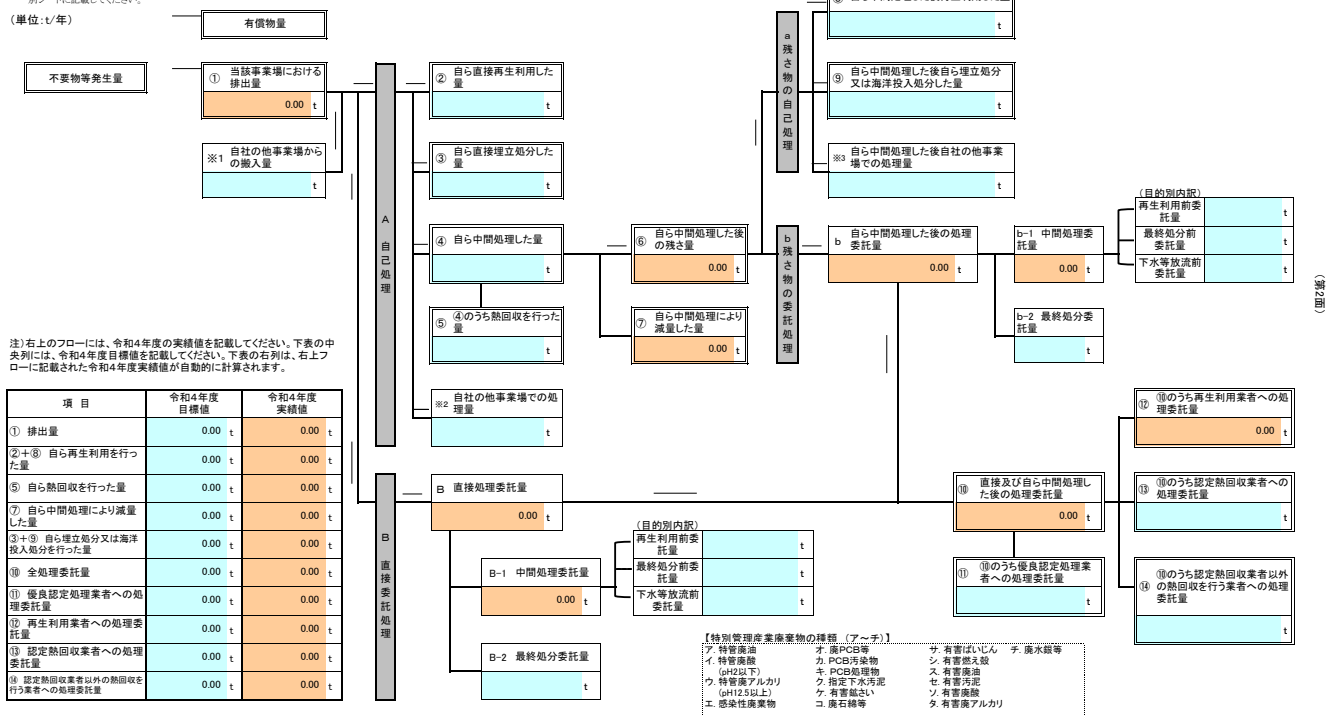 別シートに記載してください。
(単位:t/年)
有償物量
不要物等発生量
① 当該事業場における
排出量
0.00 t
※1 自社の他事業場から
の搬入量
t
A 自己処理
② 自ら直接再生利用した
量
t
③ 自ら直接埋立処分した
量
t
④ 自ら中間処理した量
t
⑤ ④のうち熱回収を行った
量
t
※2 自社の他事業場での処
理量
t
⑥ 自ら中間処理した後
の残さ量
0.00 t
⑦ 自ら中間処理により
減量した量
0.00 t
a 残さ物の自己処理
t
⑨ 自ら中間処理した後自ら埋立処分
又は海洋投入処分した量
t
※3 自ら中間処理した後自社の他事業
場での処理量
t
b 残さ物の委託処理
b 自ら中間処理した後の処理
委託量
0.00 t
b-1 中間処理委
託量
0.00 t
b-2 最終処分委
託量
t
(目的別内訳)
再生利用前委
託量
t
最終処分前
委託量
t
下水等放流前
委託量
t
(第2面)
注)右上のフローには、令和4年度の実績値を記載してください。下表の中
央列には、令和4年度目標値を記載してください。下表の右列は、右上フ
ローに記載された令和4年度実績値が自動的に計算されます。
項 目 令和4年度
目標値 令和4年度
実績値
① 排出量 0.00 t 0.00 t
②+⑧ 自ら再生利用を行っ
た量 0.00 t 0.00 t
⑤ 自ら熱回収を行った量 0.00 t 0.00 t
⑦ 自ら中間処理により減量
した量 0.00 t 0.00 t
③+⑨ 自ら埋立処分又は海洋
投入処分を行った量 0.00 t 0.00 t
⑩ 全処理委託量 0.00 t 0.00 t
⑪ 優良認定処理業者への処
理委託量 0.00 t 0.00 t
⑫ 再生利用業者への処理委
託量 0.00 t 0.00 t
⑬ 認定熱回収業者への処理
委託量 0.00 t 0.00 t
⑭ 認定熱回収業者以外の熱回収を
行う業者への処理委託量 0.00 t 0.00 t
B 直接委託処理
B 直接処理委託量
0.00 t
B-1 中間処理委託量
0.00 t
B-2 最終処分委託量
t
(目的別内訳)
再生利用前委
託量
t
最終処分前委
託量
t
下水等放流前
委託量
t
⑩ 直接及び自ら中間処理し
た後の処理委託量
0.00 t
⑪ ⑩のうち優良認定処理業
者への処理委託量
t
⑫ ⑩のうち再生利用業者への処
理委託量
0.00 t
⑬ ⑩のうち認定熱回収業者への
処理委託量
t
⑭ ⑩のうち認定熱回収業者以外
の熱回収を行う業者への処理
委託量
t
【特別管理産業廃棄物の種類 (ア~チ)】
ア. 特管廃油 オ. 廃PCB等 サ. 有害ばいじん チ. 廃水銀等
イ. 特管廃酸 カ. PCB汚染物 シ. 有害燃え殻
(pH2以下) キ. PCB処理物 ス. 有害廃油
ウ. 特管廃アルカリ ク. 指定下水汚泥 セ. 有害汚泥
(pH12.5以上) ケ. 有害鉱さい ソ. 有害廃酸
エ. 感染性廃棄物 コ. 廃石綿等 タ. 有害廃アルカリ